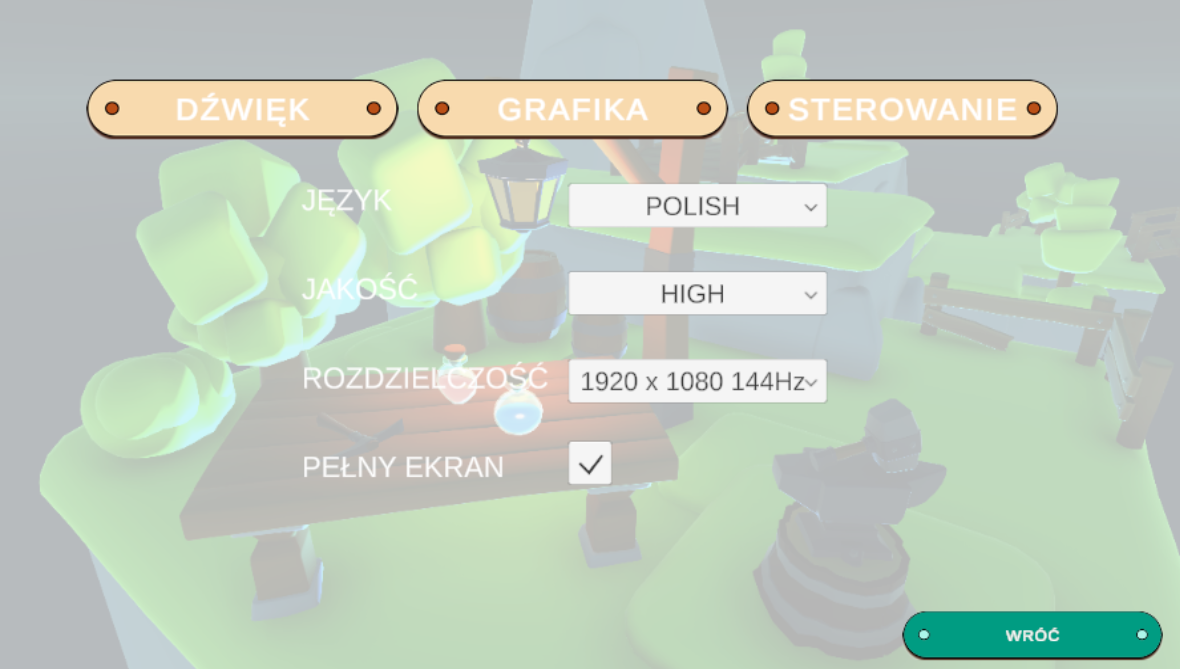 DŹWIĘK GRAFIKA STEROWANIE
JĘZYK POLISH
JAKOŚĆ HIGH
ROZDZIELCZOŚĆ 1920 x 1080 144Hz
PEŁNY EKRAN
WRÓĆ